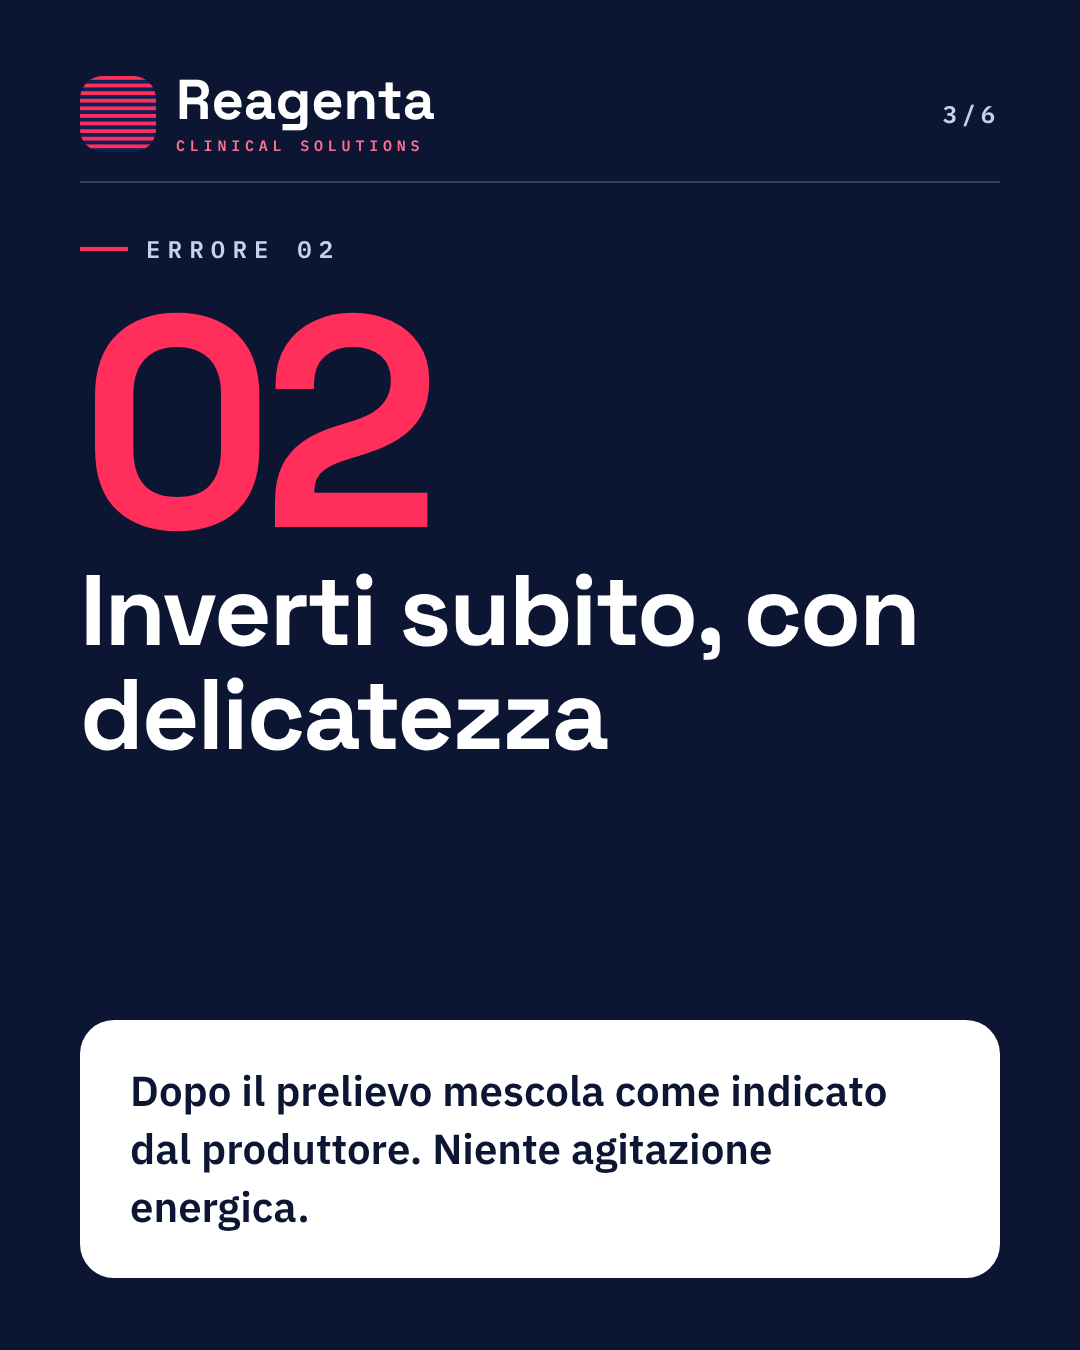 Reagenta
CLINICAL SOLUTIONS
3/6
ERRORE 02
02
Inverti subito, con
delicatezza
Dopo il prelievo mescola come indicato
dal produttore. Niente agitazione
energica.